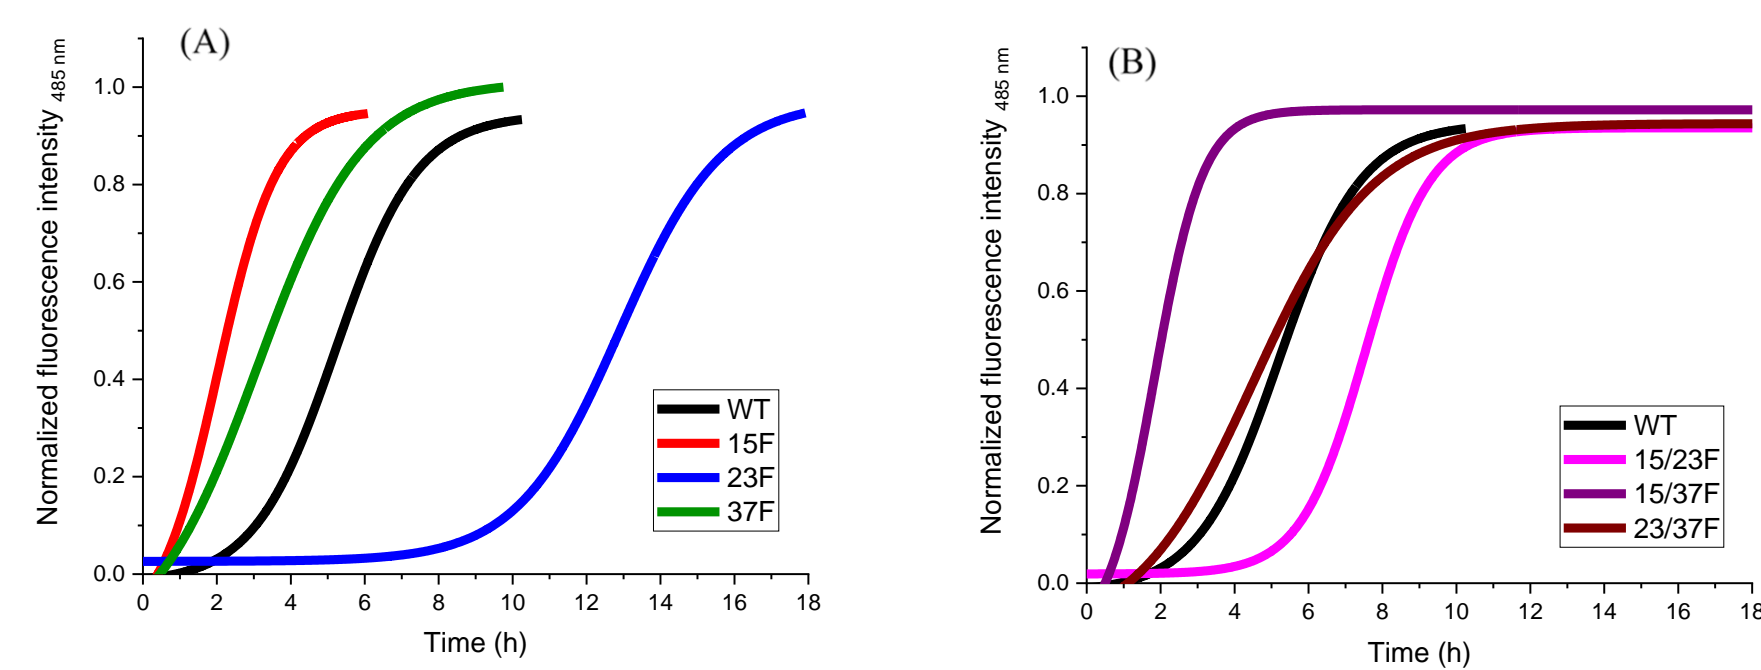 (A)
Normalized fluorescence intensity 485 nm
1.0
0.8
0.6
0.4
0.2
0.0
0 2 4 6 8 10 12 14 16 18
Time (h)
WT
15F
23F
37F
(B)
Normalized fluorescence intensity 485 nm
1.0
0.8
0.6
0.4
0.2
0.0
0 2 4 6 8 10 12 14 16 18
Time (h)
WT
15/23F
15/37F
23/37F